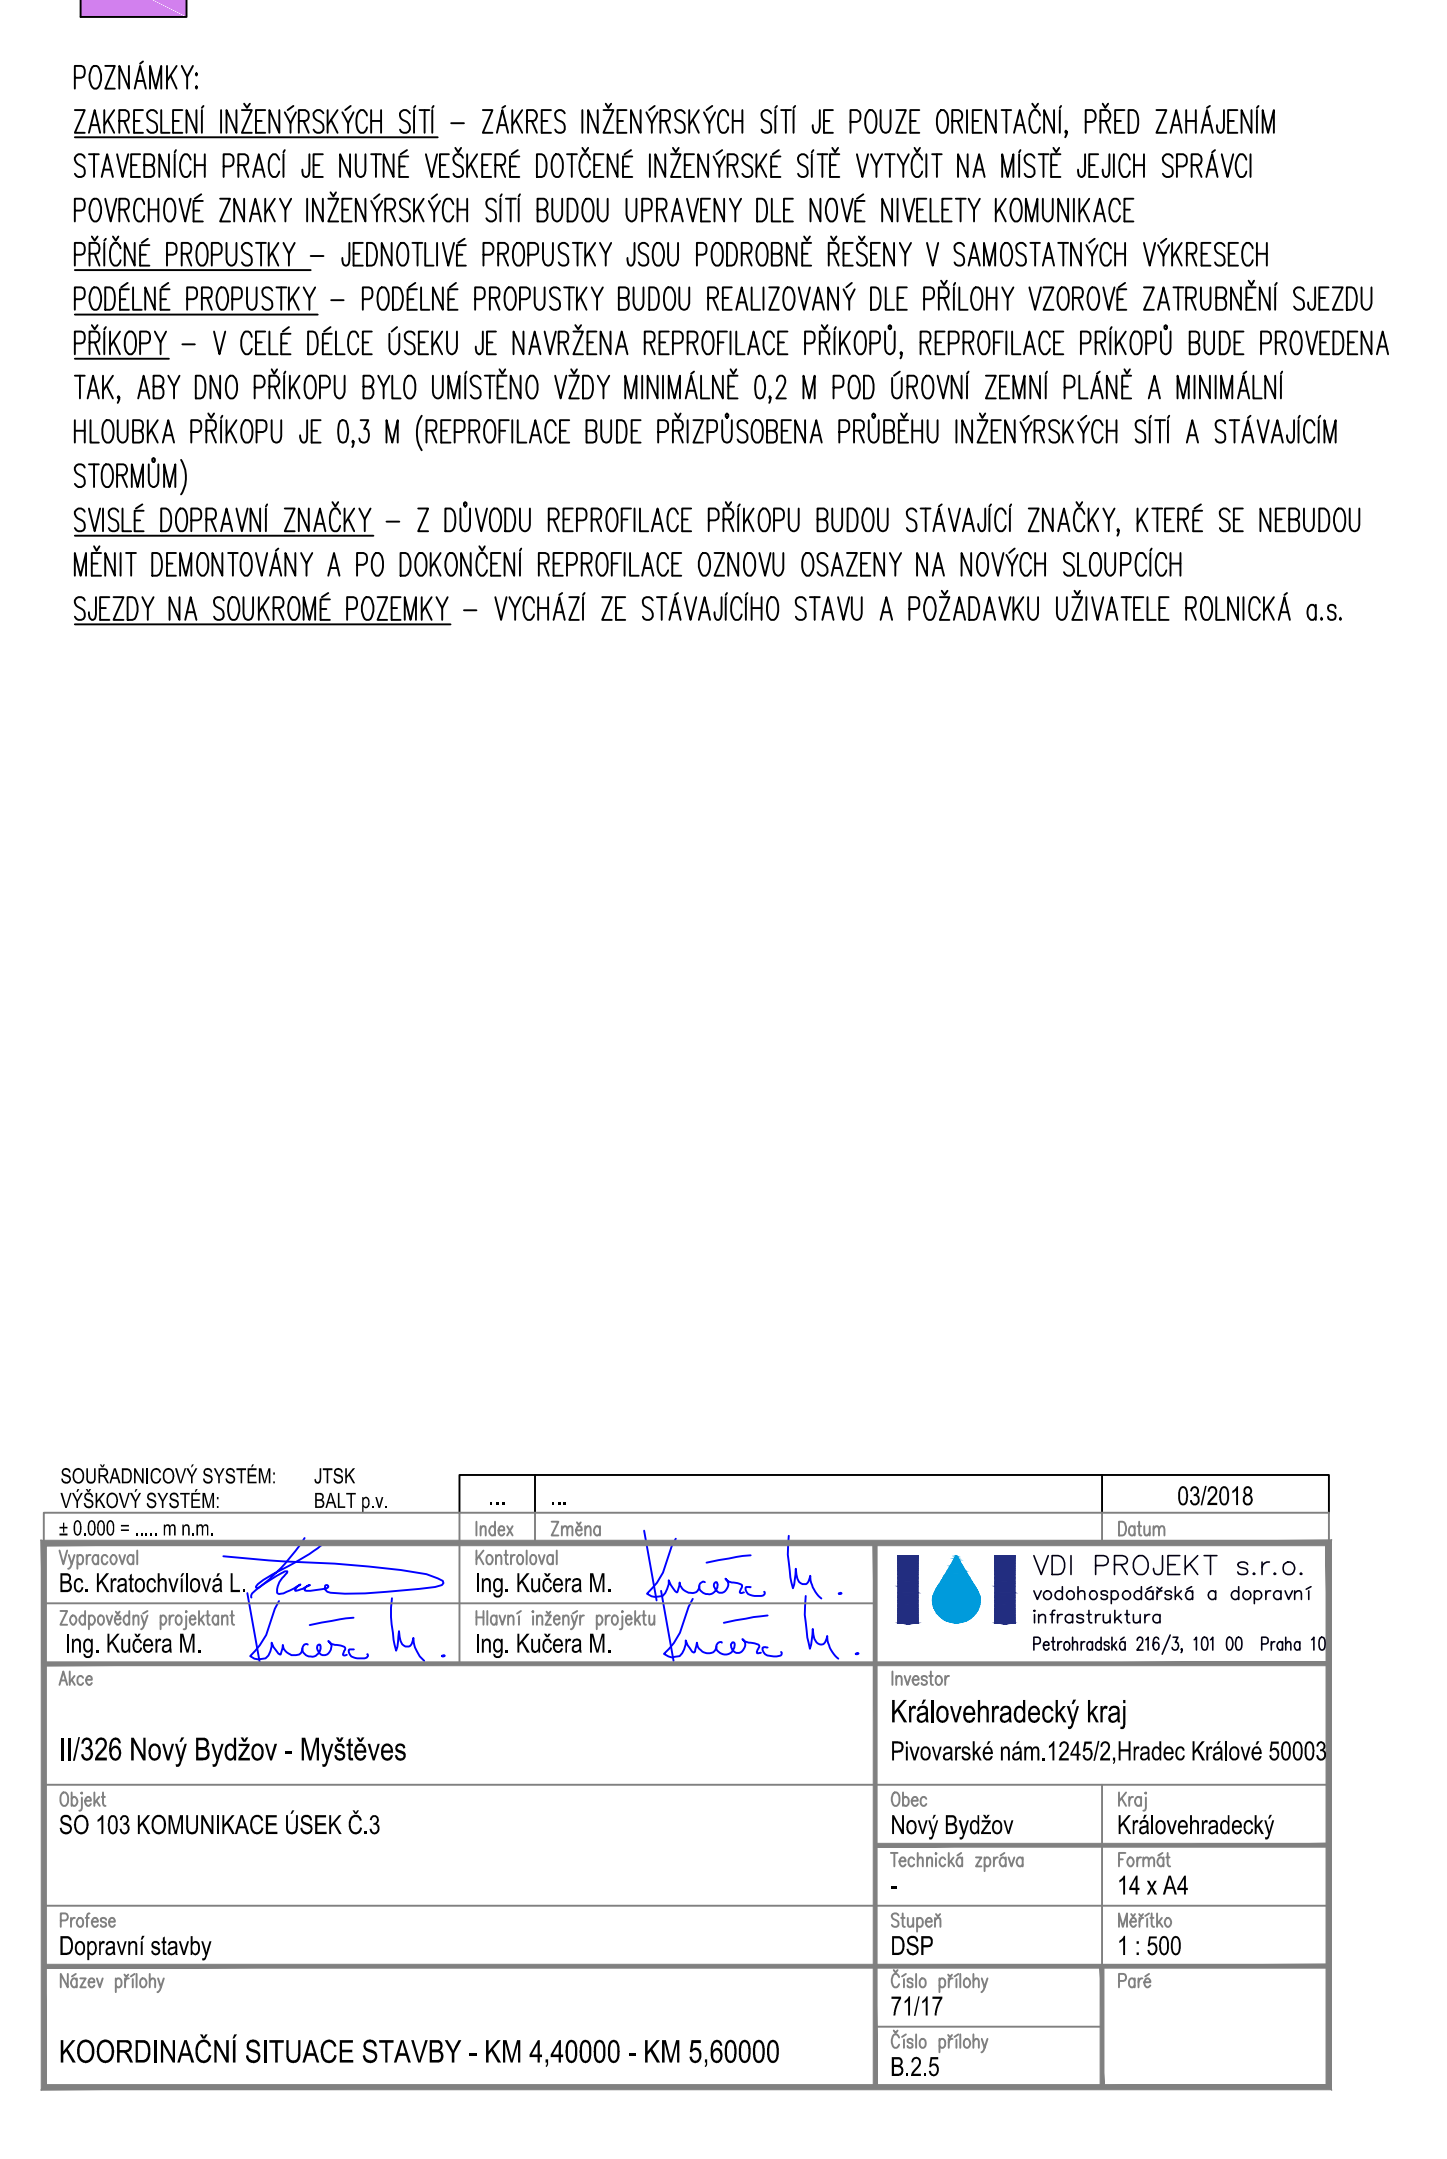 POZNÁMKY:
ZAKRESLENÍ INŽENÝRSKÝCH SÍTÍ – ZÁKRES INŽENÝRSKÝCH SÍTÍ JE POUZE ORIENTAČNÍ, PŘED ZAHÁJENÍM
STAVEBNÍCH PRACÍ JE NUTNÉ VEŠKERÉ DOTČENÉ INŽENÝRSKÉ SÍTĚ VYTYČIT NA MÍSTĚ JEJICH SPRÁVCI
POVRCHOVÉ ZNAKY INŽENÝRSKÝCH SÍTÍ BUDOU UPRAVENY DLE NOVÉ NIVELETY KOMUNIKACE
PŘÍČNÉ PROPUSTKY – JEDNOTLIVÉ PROPUSTKY JSOU PODROBNĚ ŘEŠENY V SAMOSTATNÝCH VÝKRESECH
PODÉLNÉ PROPUSTKY – PODÉLNÉ PROPUSTKY BUDOU REALIZOVANÝ DLE PŘÍLOHY VZOROVÉ ZATRUBNĚNÍ SJEZDU
PŘÍKOPY – V CELÉ DÉLCE ÚSEKU JE NAVRŽENA REPROFILACE PŘÍKOPŮ, REPROFILACE PRÍKOPŮ BUDE PROVEDENA
TAK, ABY DNO PŘÍKOPU BYLO UMÍSTĚNO VŽDY MINIMÁLNĚ 0,2 M POD ÚROVNÍ ZEMNÍ PLÁNĚ A MINIMÁLNÍ
HLOUBKA PŘÍKOPU JE 0,3 M (REPROFILACE BUDE PŘIZPŮSOBENA PRŮBĚHU INŽENÝRSKÝCH SÍTÍ A STÁVAJÍCÍM
STORMŮM)
SVISLÉ DOPRAVNÍ ZNAČKY – Z DŮVODU REPROFILACE PŘÍKOPU BUDOU STÁVAJÍCÍ ZNAČKY, KTERÉ SE NEBUDOU
MĚNIT DEMONTOVÁNY A PO DOKONČENÍ REPROFILACE OZNOVU OSAZENY NA NOVÝCH SLOUPCÍCH
SJEZDY NA SOUKROMÉ POZEMKY – VYCHÁZÍ ZE STÁVAJÍCÍHO STAVU A POŽADAVKU UŽIVATELE ROLNICKÁ a.s.
SOUŘADNICOVÝ SYSTÉM: JTSK
VÝŠKOVÝ SYSTÉM: BALT p.v.
... ... 03/2018
± 0.000 = ..... m n.m. Index Změna Datum
Vypracoval Kontroloval
Bc. Kratochvílová L. Ing. Kučera M. Kučera M.
Zodpovědný projektant Hlavní inženýr projektu
Ing. Kučera M. Kučera M. Ing. Kučera M. Kučera M.
VDI PROJEKT s.r.o.
vodohospodářská a dopravní
infrastruktura
Petrohradská 216/3, 101 00 Praha 10
Akce
II/326 Nový Bydžov - Myštěves
Investor
Královehradecký kraj
Pivovarské nám.1245/2,Hradec Králové 50003
Objekt
SO 103 KOMUNIKACE ÚSEK Č.3
Obec Kraj
Nový Bydžov Královehradecký
Technická zpráva Formát
- 14 x A4
Profese
Dopravní stavby
Stupeň Měřítko
DSP 1 : 500
Název přílohy
KOORDINAČNÍ SITUACE STAVBY - KM 4,40000 - KM 5,60000
Číslo přílohy Paré
71/17
Číslo přílohy
B.2.5